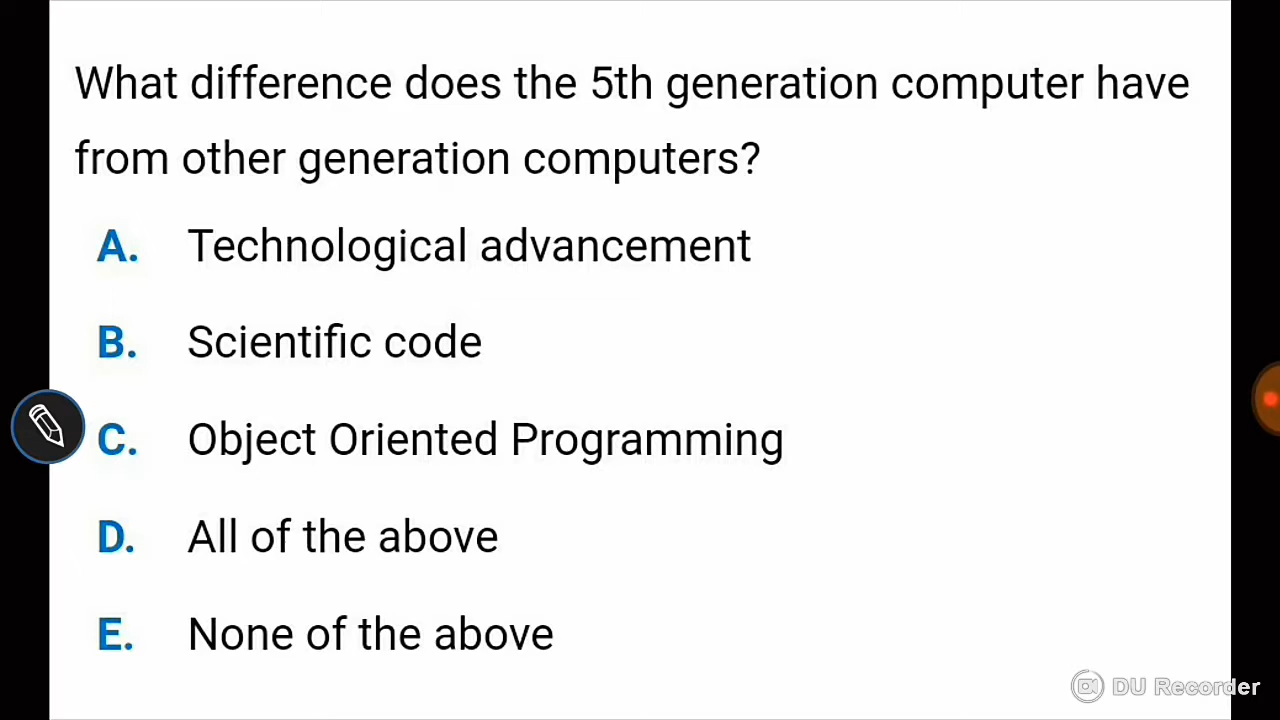 What difference does the 5th generation computer have
from other generation computers?
A. Technological advancement
B. Scientific code
C. Object Oriented Programming
D. All of the above
E. None of the above
DU Recorder